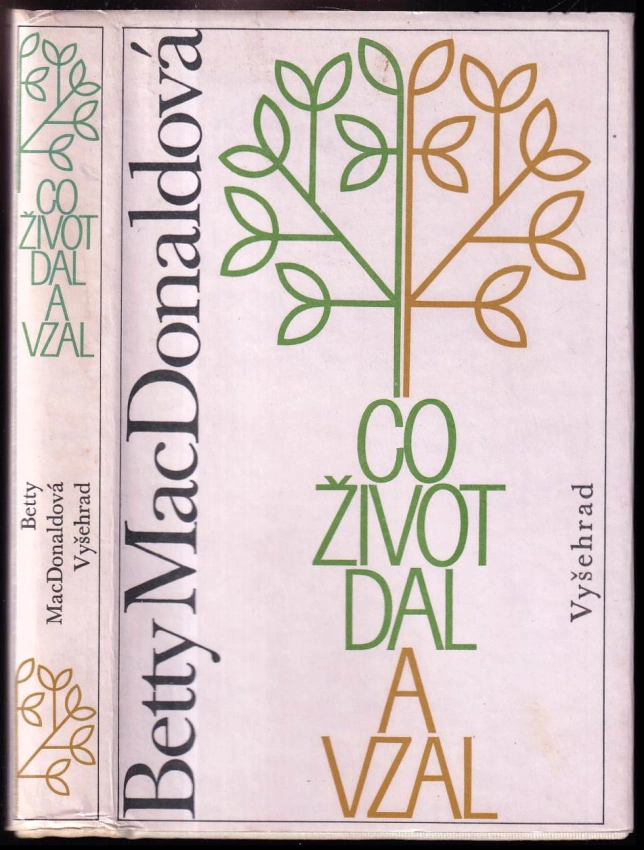 CO
ŽIVOT
DAL
A
VZAL
Betty
MacDonaldová
Vyšehrad
Betty MacDonaldová
CO
ŽIVOT
DAL
A
VZAL
Vyšehrad